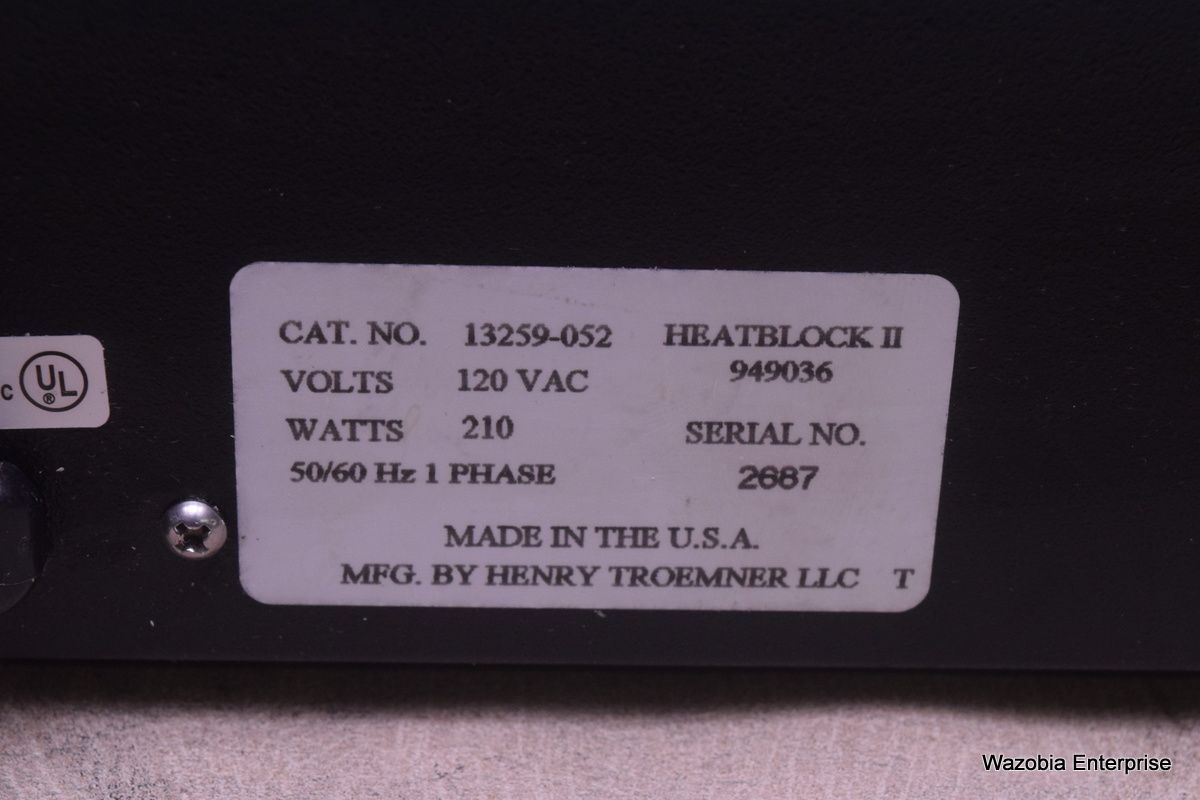 CAT. NO. 13259-052 HEATBLOCK II
949036
VOLTS 120 VAC
WATTS 210 SERIAL NO.
50/60 Hz 1 PHASE 2687
MADE IN THE U.S.A.
MFG. BY HENRY TROEMNER LLC T
C UL ®
Wazobia Enterprise